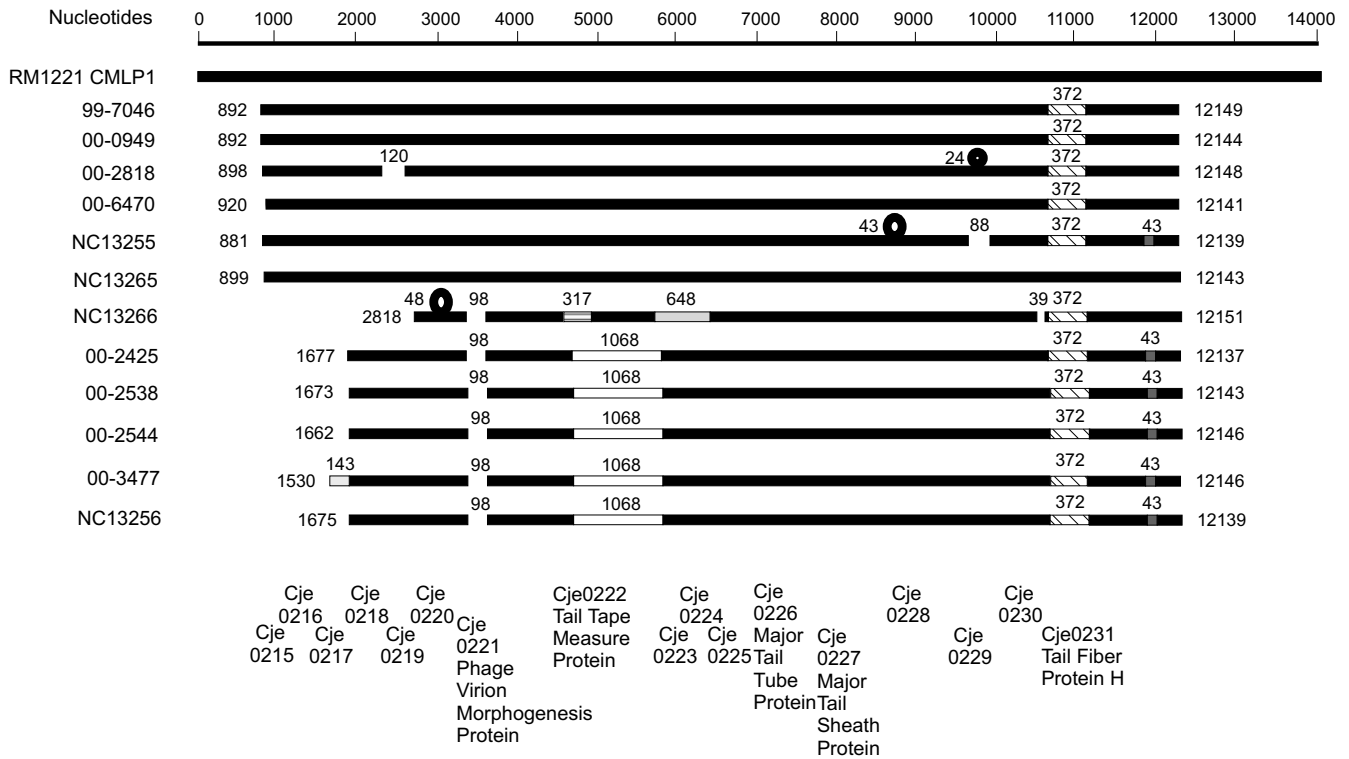 Nucleotides 0 1000 2000 3000 4000 5000 6000 7000 8000 9000 10000 11000 12000 13000 14000
RM1221 CMLP1
372
99-7046 892 12149
372
00-0949 892 12144
120 24 372
00-2818 898 12148
372
00-6470 920 12141
43 88 372 43
NC13255 881 12139
NC13265 899 12143
48 98 317 648 39 372
NC13266 2818 12151
98 1068 372 43
00-2425 1677 12137
98 1068 372 43
00-2538 1673 12143
98 1068 372 43
00-2544 1662 12146
143 98 1068 372 43
00-3477 1530 12146
98 1068 372 43
NC13256 1675 12139
Cje
0215
Cje
0216
Cje
0217
Cje
0218
Cje
0219
Cje
0220
Cje
0221
Phage
Virion
Morphogenesis
Protein
Cje0222
Tail Tape
Measure
Protein
Cje
0223
Cje
0224
Cje
0225
Cje
0226
Major
Tail
Tube
Protein
Cje
0227
Major
Tail
Sheath
Protein
Cje
0228
Cje
0229
Cje
0230
Cje0231
Tail Fiber
Protein H